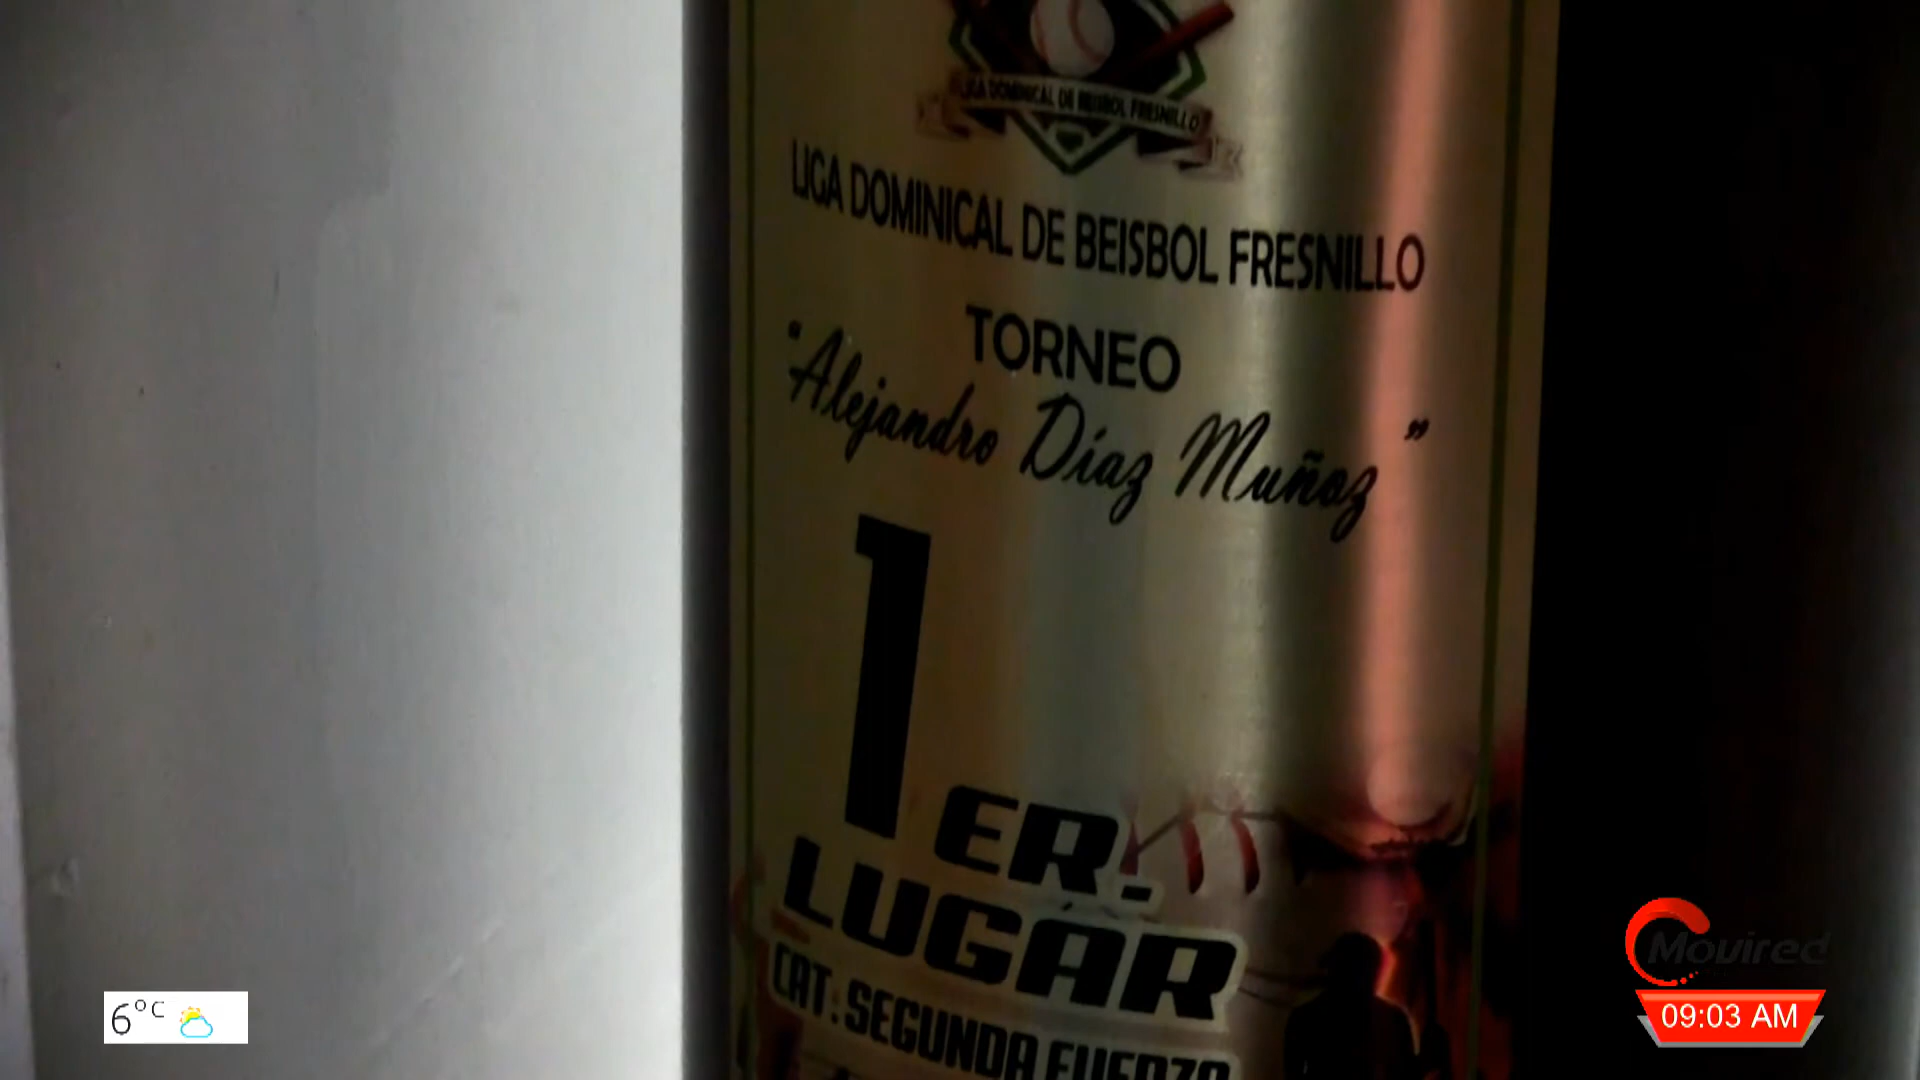 LIGA DOMINICAL DE BEISBOL FRESNILLO
LIGA DOMINICAL DE BEISBOL FRESNILLO
TORNEO
"Alejandro Díaz Muñoz"
1ER.
LUGAR
CAT: SEGUNDA FUERZA
Movired
6°C
09:03 AM